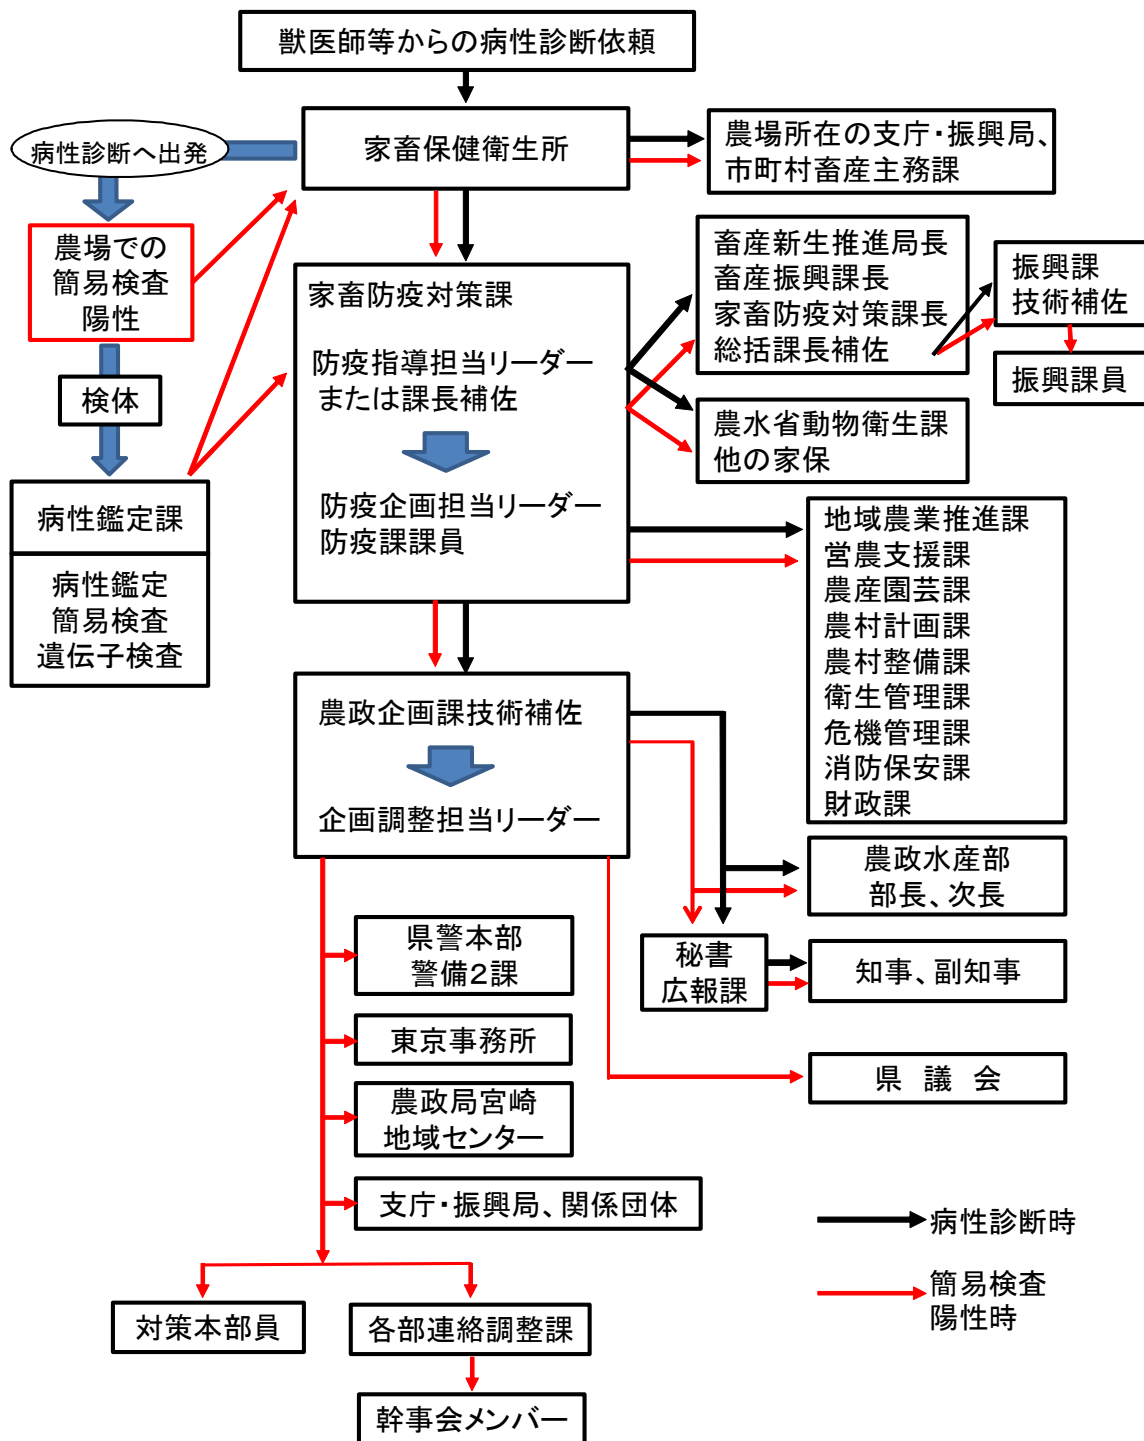 獣医師等からの病性診断依頼
家畜保健衛生所
農場所在の支庁・振興局、
市町村畜産主務課
病性診断へ出発
農場での
簡易検査
陽性
検体
病性鑑定課
病性鑑定
簡易検査
遺伝子検査
家畜防疫対策課
防疫指導担当リーダー
または課長補佐
防疫企画担当リーダー
防疫課課員
畜産新生推進局長
畜産振興課長
家畜防疫対策課長
総括課長補佐
振興課
技術補佐
振興課員
農水省動物衛生課
他の家保
地域農業推進課
営農支援課
農産園芸課
農村計画課
農村整備課
衛生管理課
危機管理課
消防保安課
財政課
農政企画課技術補佐
企画調整担当リーダー
農政水産部
部長、次長
秘書
広報課
知事、副知事
県　議　会
県警本部
警備2課
東京事務所
農政局宮崎
地域センター
支庁・振興局、関係団体
対策本部員
各部連絡調整課
幹事会メンバー
病性診断時
簡易検査
陽性時